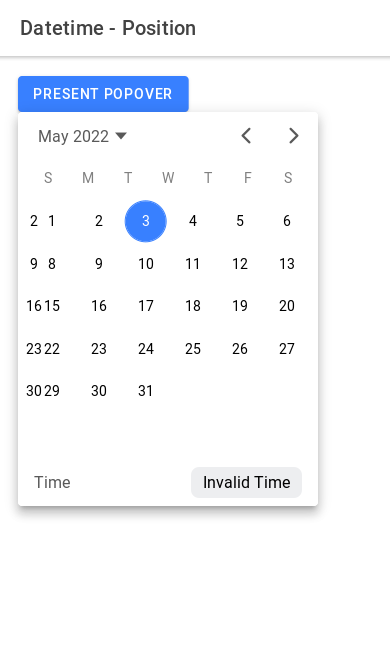 Datetime - Position
PRESENT POPOVER
May 2022
S M T W T F S
2 1 2 3 4 5 6
9 8 9 10 11 12 13
16 15 16 17 18 19 20
23 22 23 24 25 26 27
30 29 30 31
Time Invalid Time